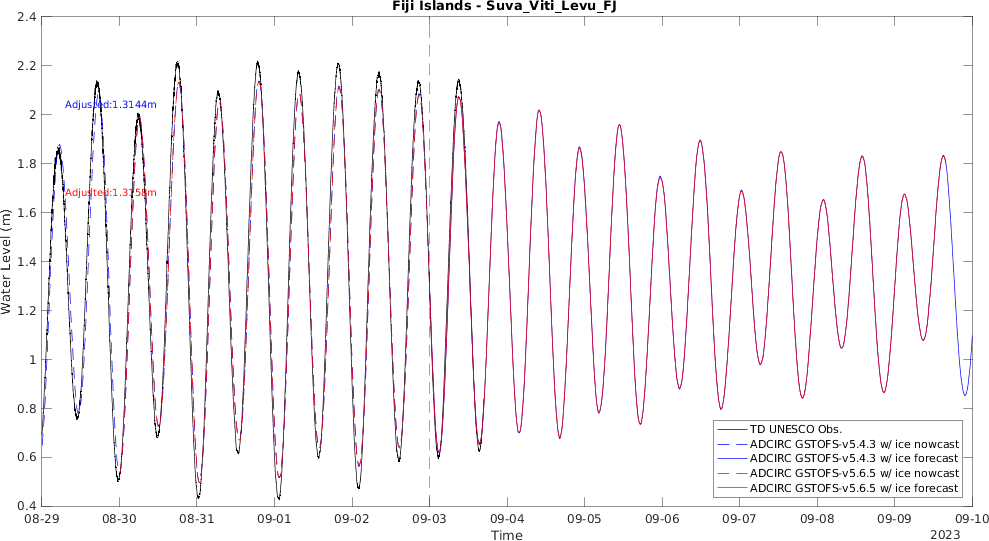 Fiji Islands - Suva_Viti_Levu_FJ
2.4
2.2
2
1.8
1.6
1.4
1.2
1
0.8
0.6
0.4
Water Level (m)
Adjusted:1.3144m
Adjusted:1.3158m
TD UNESCO Obs.
ADCIRC GSTOFS-v5.4.3 w/ ice nowcast
ADCIRC GSTOFS-v5.4.3 w/ ice forecast
ADCIRC GSTOFS-v5.6.5 w/ ice nowcast
ADCIRC GSTOFS-v5.6.5 w/ ice forecast
08-29 08-30 08-31 09-01 09-02 09-03 09-04 09-05 09-06 09-07 09-08 09-09 09-10
Time
2023